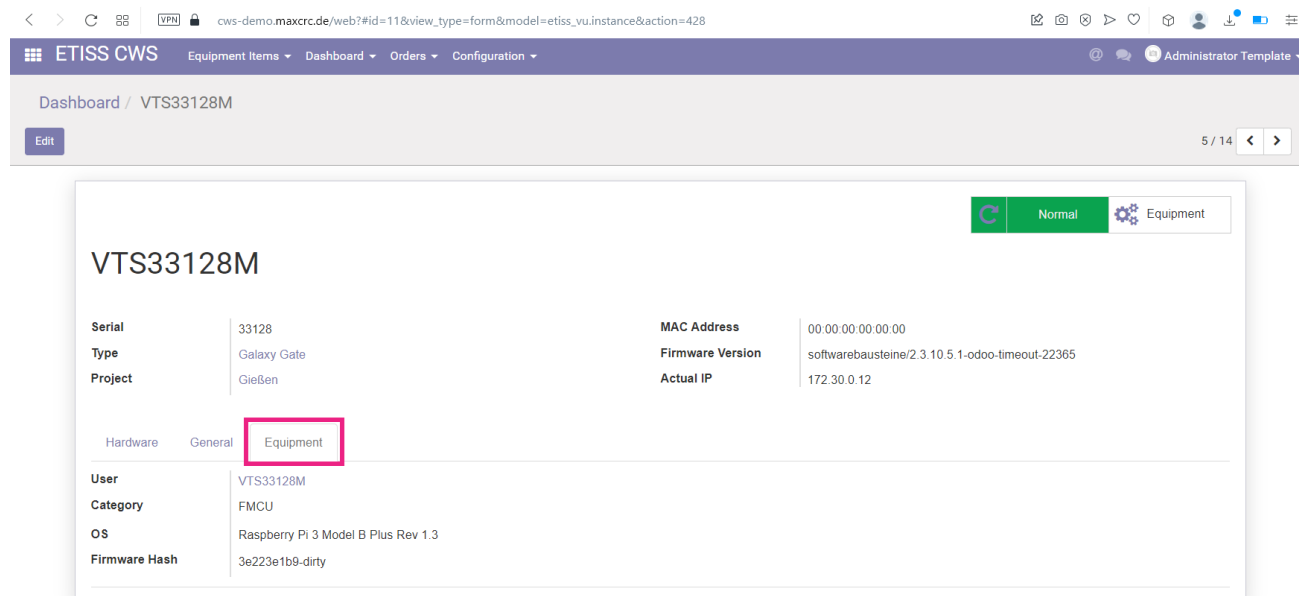 VPN cws-demo.maxcrc.de/web?#id=11&view_type=form&model=etiss_vu.instance&action=428
ETISS CWS Equipment Items Dashboard Orders Configuration @ Administrator Template
Dashboard / VTS33128M
Edit 5 / 14
Normal Equipment
VTS33128M
Serial 33128 MAC Address 00:00:00:00:00:00
Type Galaxy Gate Firmware Version softwarebausteine/2.3.10.5.1-odoo-timeout-22365
Project Gießen Actual IP 172.30.0.12
Hardware General Equipment
User VTS33128M
Category FMCU
OS Raspberry Pi 3 Model B Plus Rev 1.3
Firmware Hash 3e223e1b9-dirty